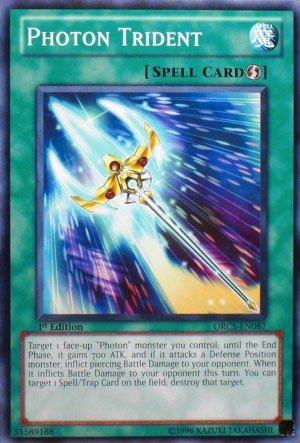 PHOTON TRIDENT
魔
[SPELL CARD]
1st Edition
ORCS-EN087
Target 1 face-up "Photon" monster you control; until the End
Phase, it gains 700 ATK, and if it attacks a Defense Position
monster, inflict piercing Battle Damage to your opponent. When
it inflicts Battle Damage to your opponent this turn: You can
target 1 Spell/Trap Card on the field; destroy that target.
51589188
©1996 KAZUKI TAKAHASHI